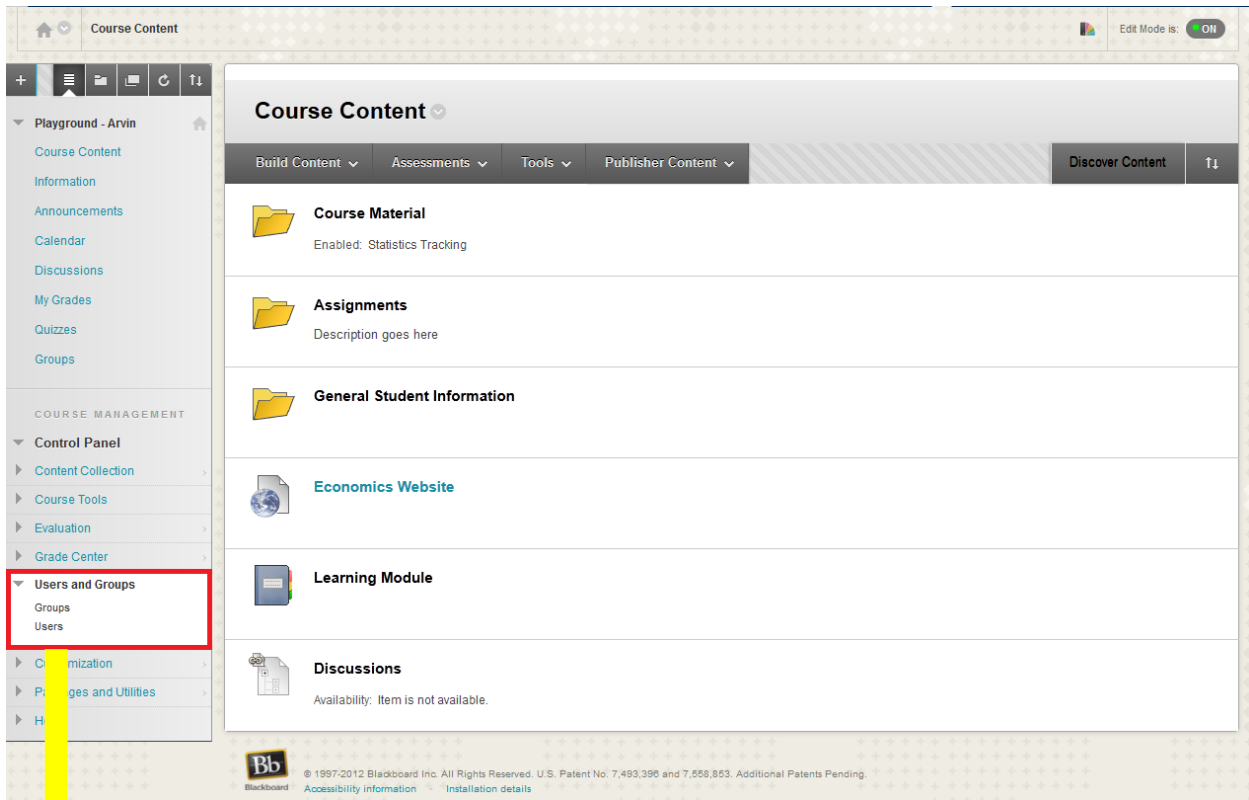 Course Content
Edit Mode is: ON
Playground - Arvin
Course Content
Information
Announcements
Calendar
Discussions
My Grades
Quizzes
Groups
COURSE MANAGEMENT
Control Panel
Content Collection
Course Tools
Evaluation
Grade Center
Users and Groups
Groups
Users
and Utilities
Course Content
Build Content
Assessments
Tools
Publisher Content
Discover Content
Course Material
Enabled: Statistics Tracking
Assignments
Description goes here
General Student Information
Economics Website
Learning Module
Discussions
Availability: Item is not available.
Bb
Blackboard
© 1997-2012 Blackboard Inc. All Rights Reserved. U.S. Patent No. 7,493,396 and 7,558,853. Additional Patents Pending.
Accessibility information - Installation details